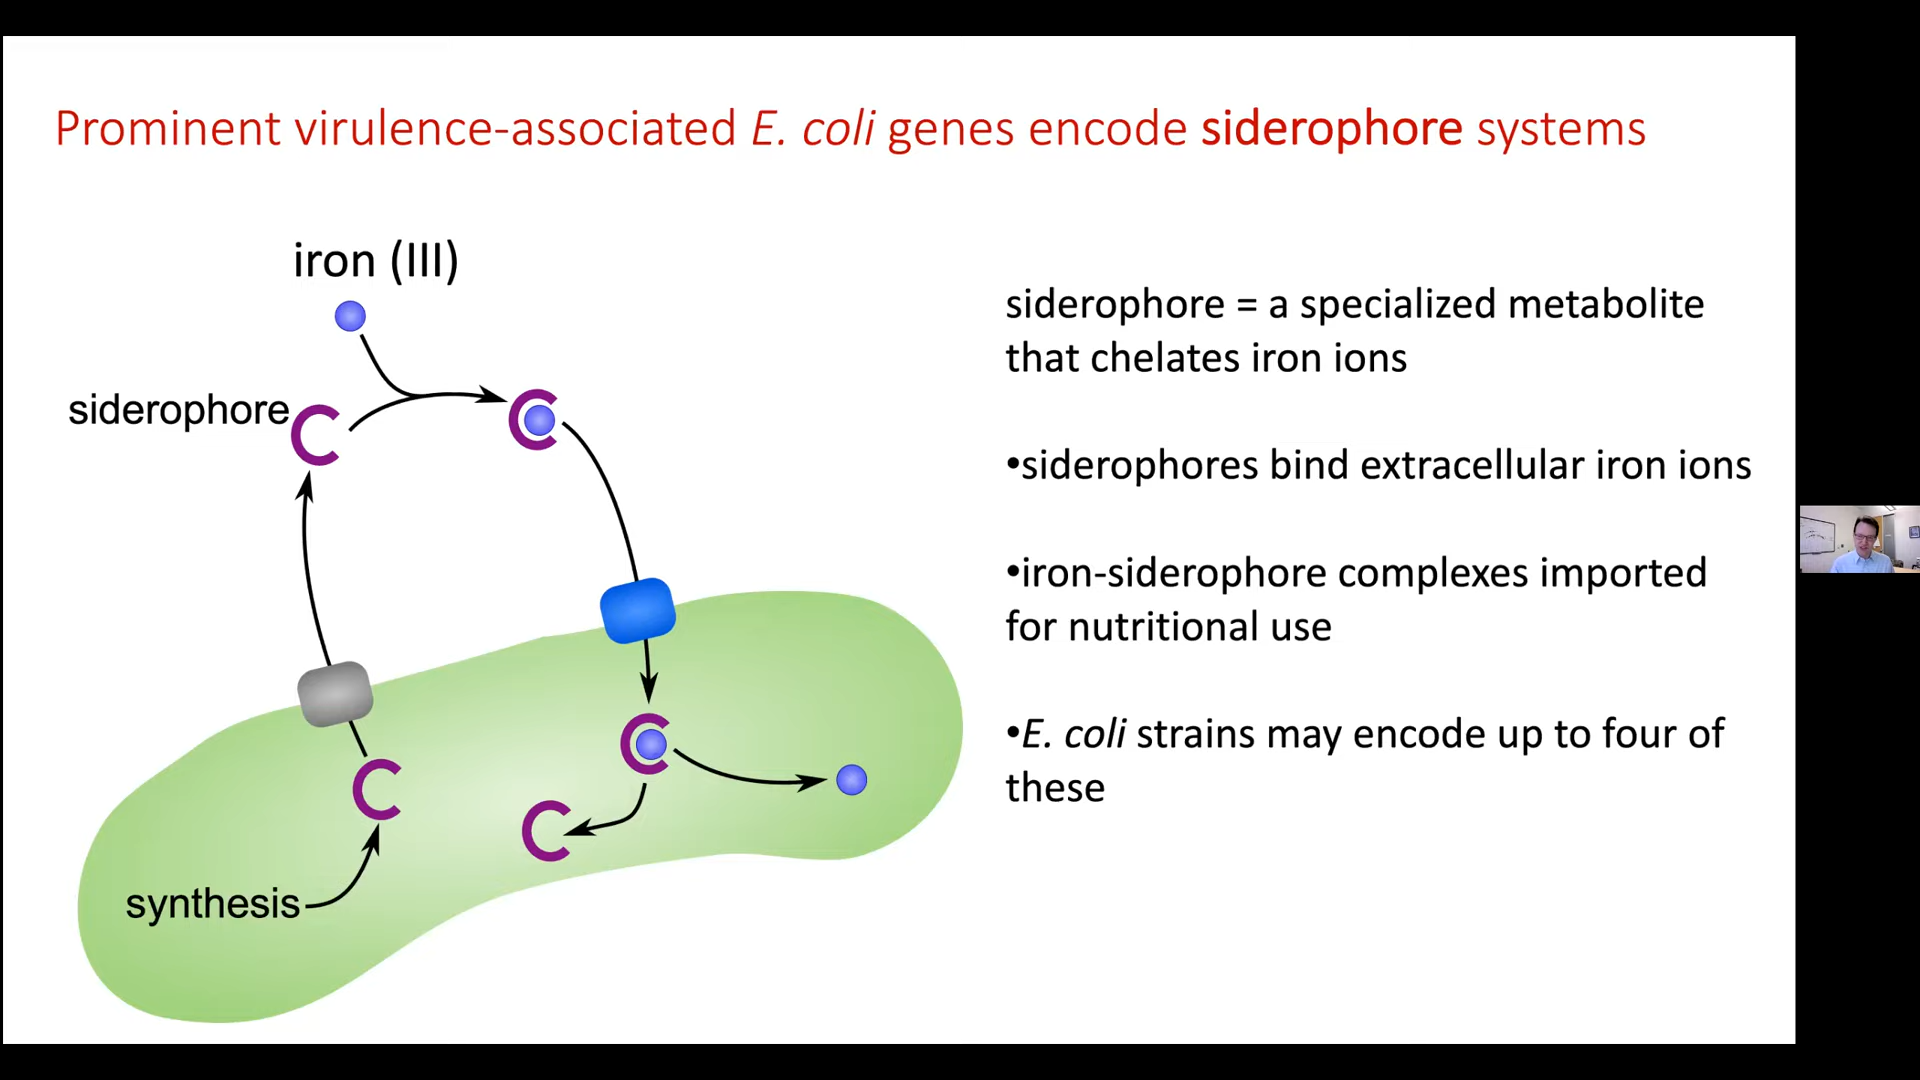 Prominent virulence-associated E. coli genes encode siderophore systems
iron (III)
siderophore
synthesis
siderophore = a specialized metabolite
that chelates iron ions
•siderophores bind extracellular iron ions
•iron-siderophore complexes imported
for nutritional use
•E. coli strains may encode up to four of
these